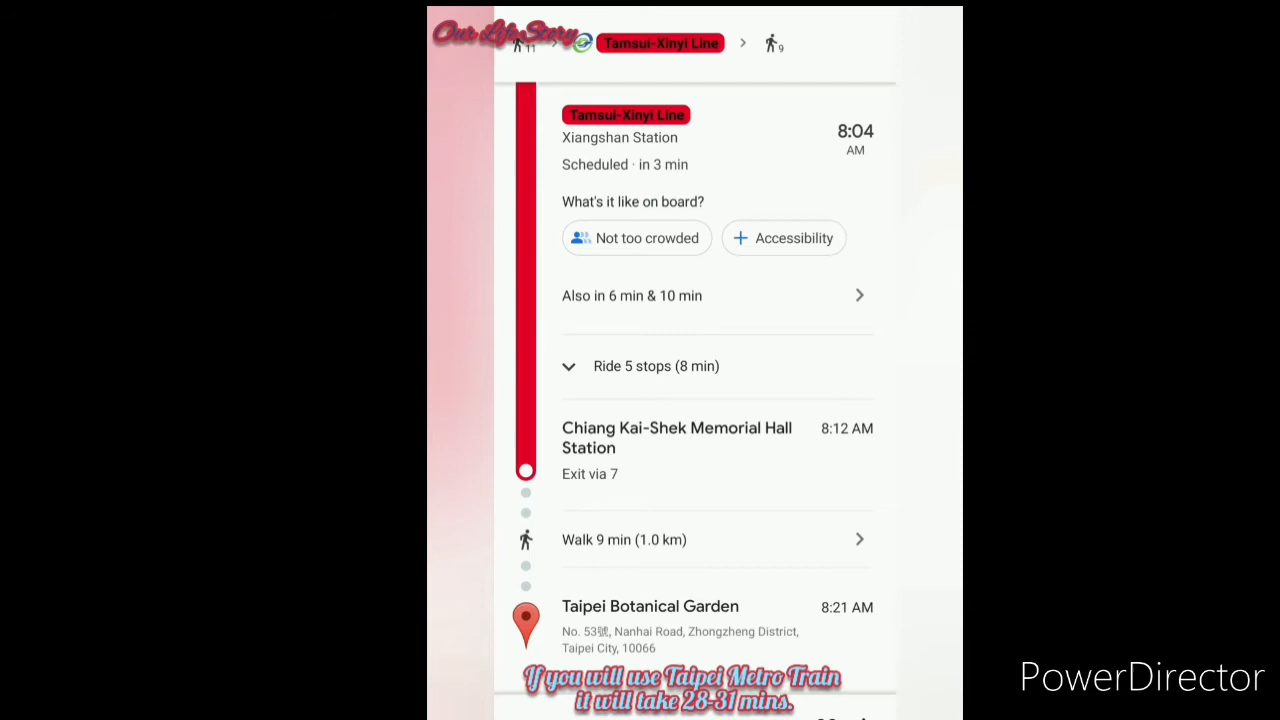 Our Life Story
11 > Tamsui-Xinyi Line > 9
Tamsui-Xinyi Line
Xiangshan Station
8:04
AM
Scheduled · in 3 min
What's it like on board?
Not too crowded
Accessibility
Also in 6 min & 10 min
Ride 5 stops (8 min)
Chiang Kai-Shek Memorial Hall
Station
8:12 AM
Exit via 7
Walk 9 min (1.0 km)
Taipei Botanical Garden
8:21 AM
No. 53號, Nanhai Road, Zhongzheng District,
Taipei City, 10066
If you will use Taipei Metro Train
it will take 28-31 mins.
PowerDirector